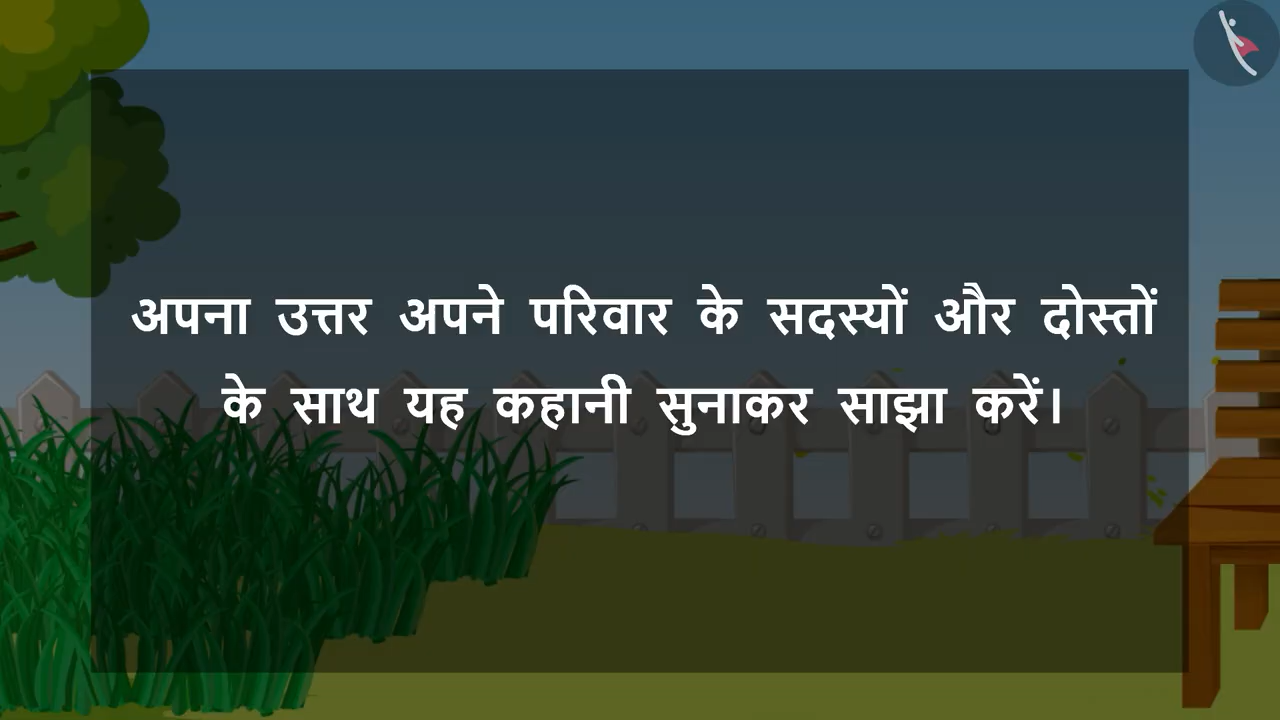 अपना उत्तर अपने परिवार के सदस्यों और दोस्तों
के साथ यह कहानी सुनाकर साझा करें।